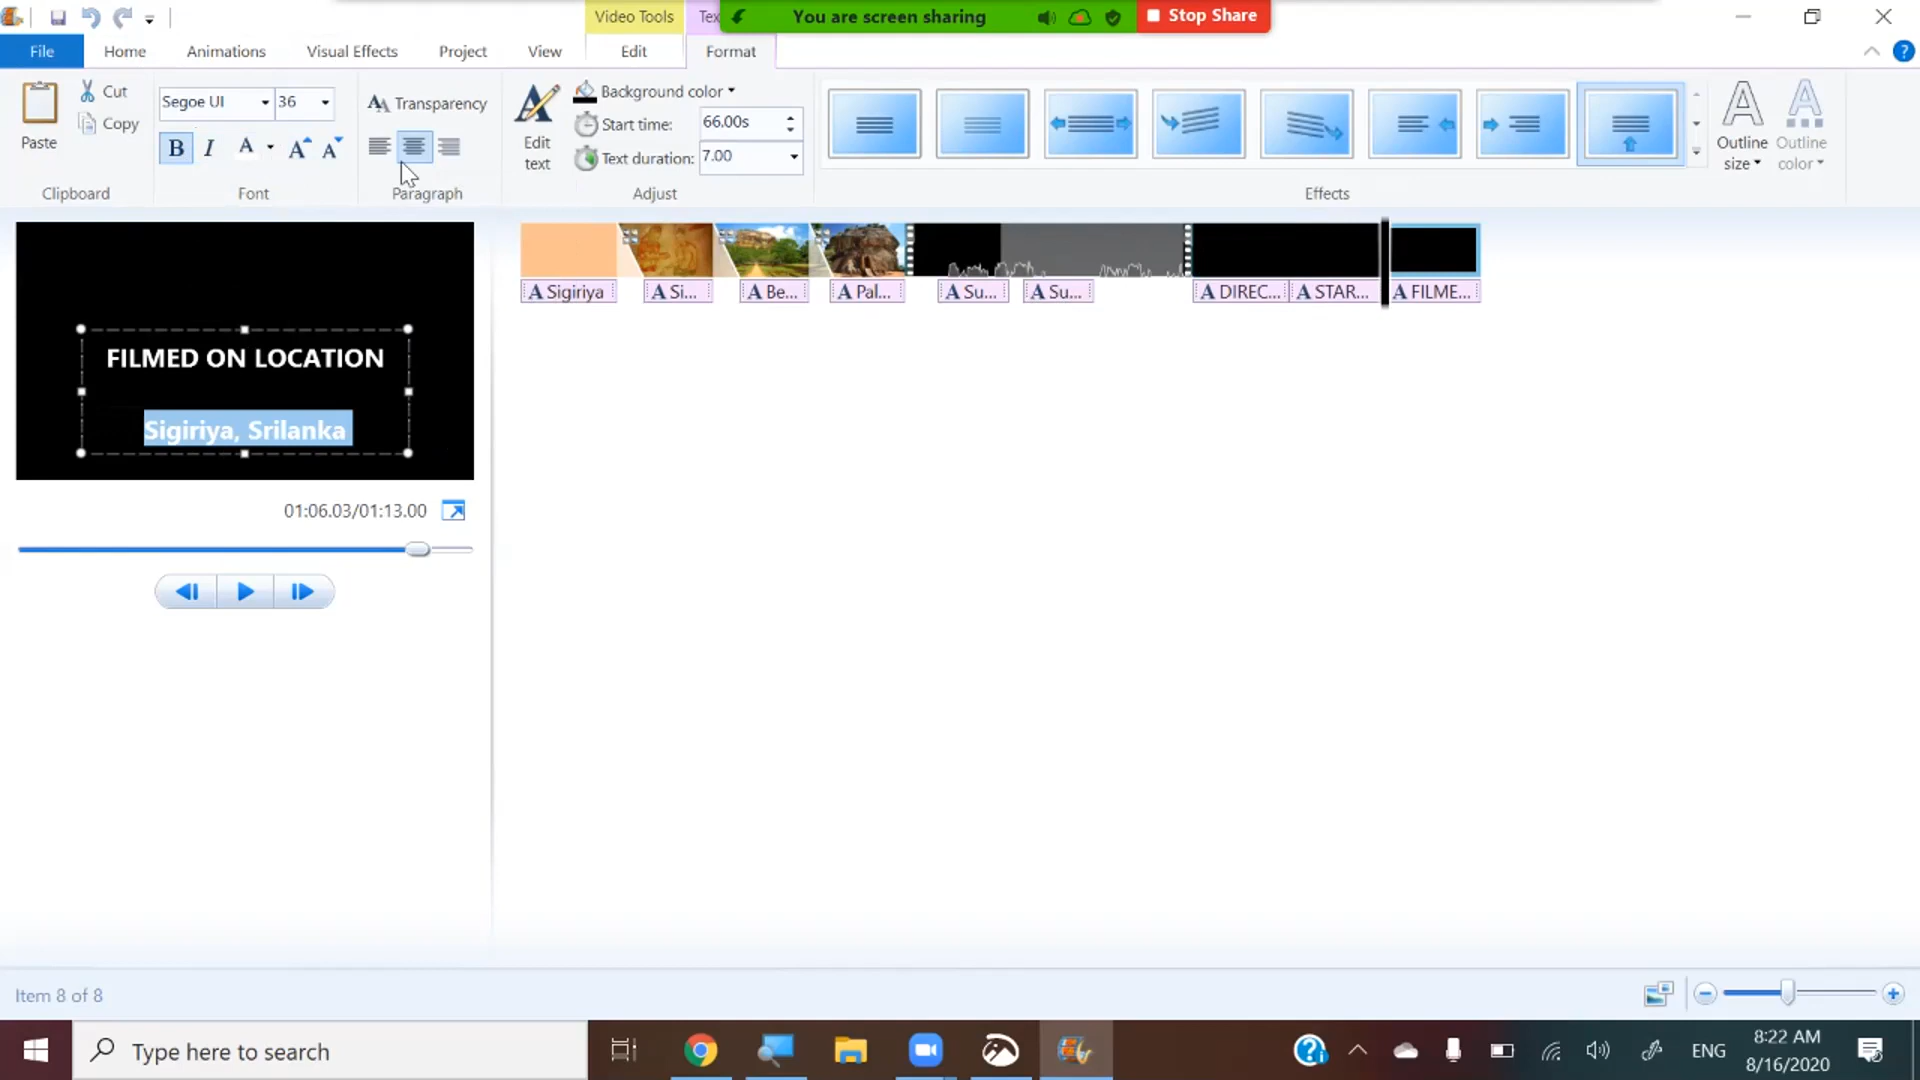 Video Tools
Tex
You are screen sharing
Stop Share
File
Home
Animations
Visual Effects
Project
View
Edit
Format
Paste
Cut
Copy
Clipboard
Segoe UI
36
B
I
A
A
A
Font
Transparency
Paragraph
Edit
text
Background color
Start time:
66.00s
Text duration:
7.00
Adjust
Effects
Outline
size
Outline
color
FILMED ON LOCATION
Sigiriya, Srilanka
01:06.03/01:13.00
A Sigiriya
A Si...
A Be...
A Pal...
A Su...
A Su...
A DIREC...
A STAR...
A FILME...
Item 8 of 8
Type here to search
ENG
8:22 AM
8/16/2020